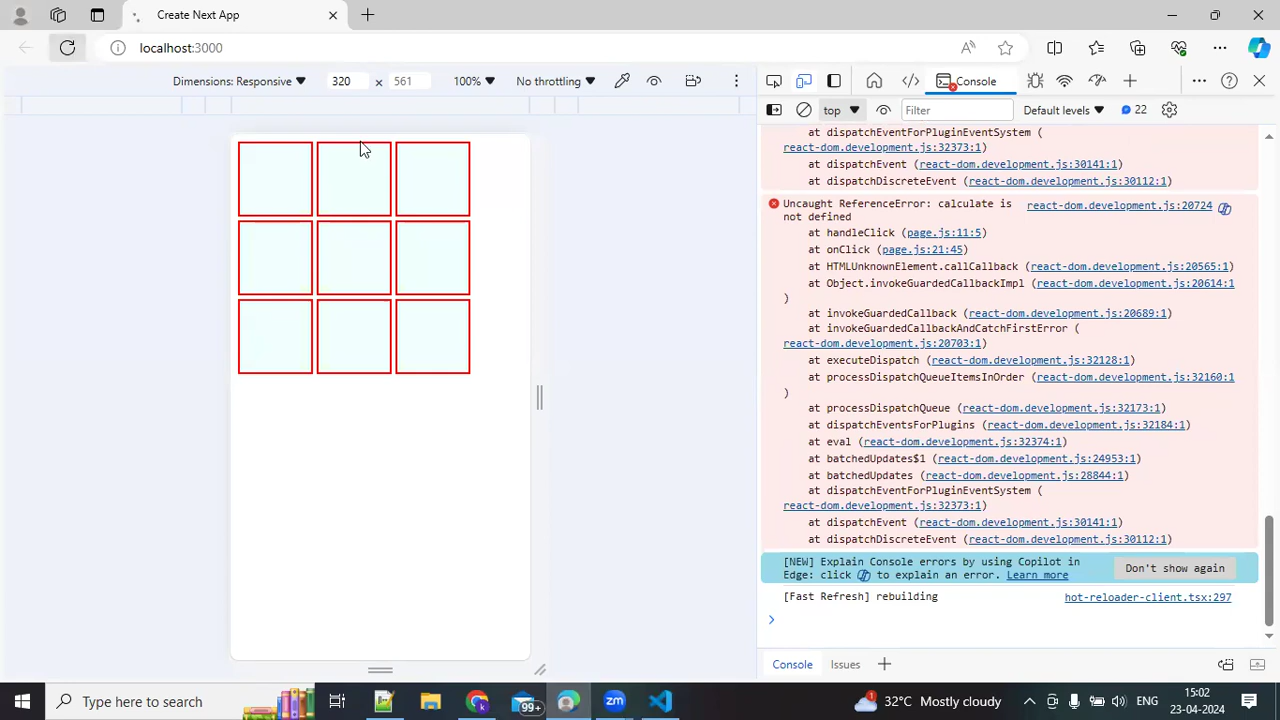 Create Next App
localhost:3000
Dimensions: Responsive 320 × 561 100% No throttling
Console
top Filter Default levels 22
at dispatchEventForPluginEventSystem (
react-dom.development.js:32373:1)
at dispatchEvent (react-dom.development.js:30141:1)
at dispatchDiscreteEvent (react-dom.development.js:30112:1)
Uncaught ReferenceError: calculate is react-dom.development.js:20724
not defined
at handleClick (page.js:11:5)
at onClick (page.js:21:45)
at HTMLUnknownElement.callCallback (react-dom.development.js:20565:1)
at Object.invokeGuardedCallbackImpl (react-dom.development.js:20614:1
)
at invokeGuardedCallback (react-dom.development.js:20689:1)
at invokeGuardedCallbackAndCatchFirstError (
react-dom.development.js:20703:1)
at executeDispatch (react-dom.development.js:32128:1)
at processDispatchQueueItemsInOrder (react-dom.development.js:32160:1
)
at processDispatchQueue (react-dom.development.js:32173:1)
at dispatchEventsForPlugins (react-dom.development.js:32184:1)
at eval (react-dom.development.js:32374:1)
at batchedUpdates$1 (react-dom.development.js:24953:1)
at batchedUpdates (react-dom.development.js:28844:1)
at dispatchEventForPluginEventSystem (
react-dom.development.js:32373:1)
at dispatchEvent (react-dom.development.js:30141:1)
at dispatchDiscreteEvent (react-dom.development.js:30112:1)
[NEW] Explain Console errors by using Copilot in
Edge: click to explain an error. Learn more
Don't show again
[Fast Refresh] rebuilding hot-reloader-client.tsx:297
Console Issues
Type here to search
99+
zm
32°C Mostly cloudy
ENG
15:02
23-04-2024